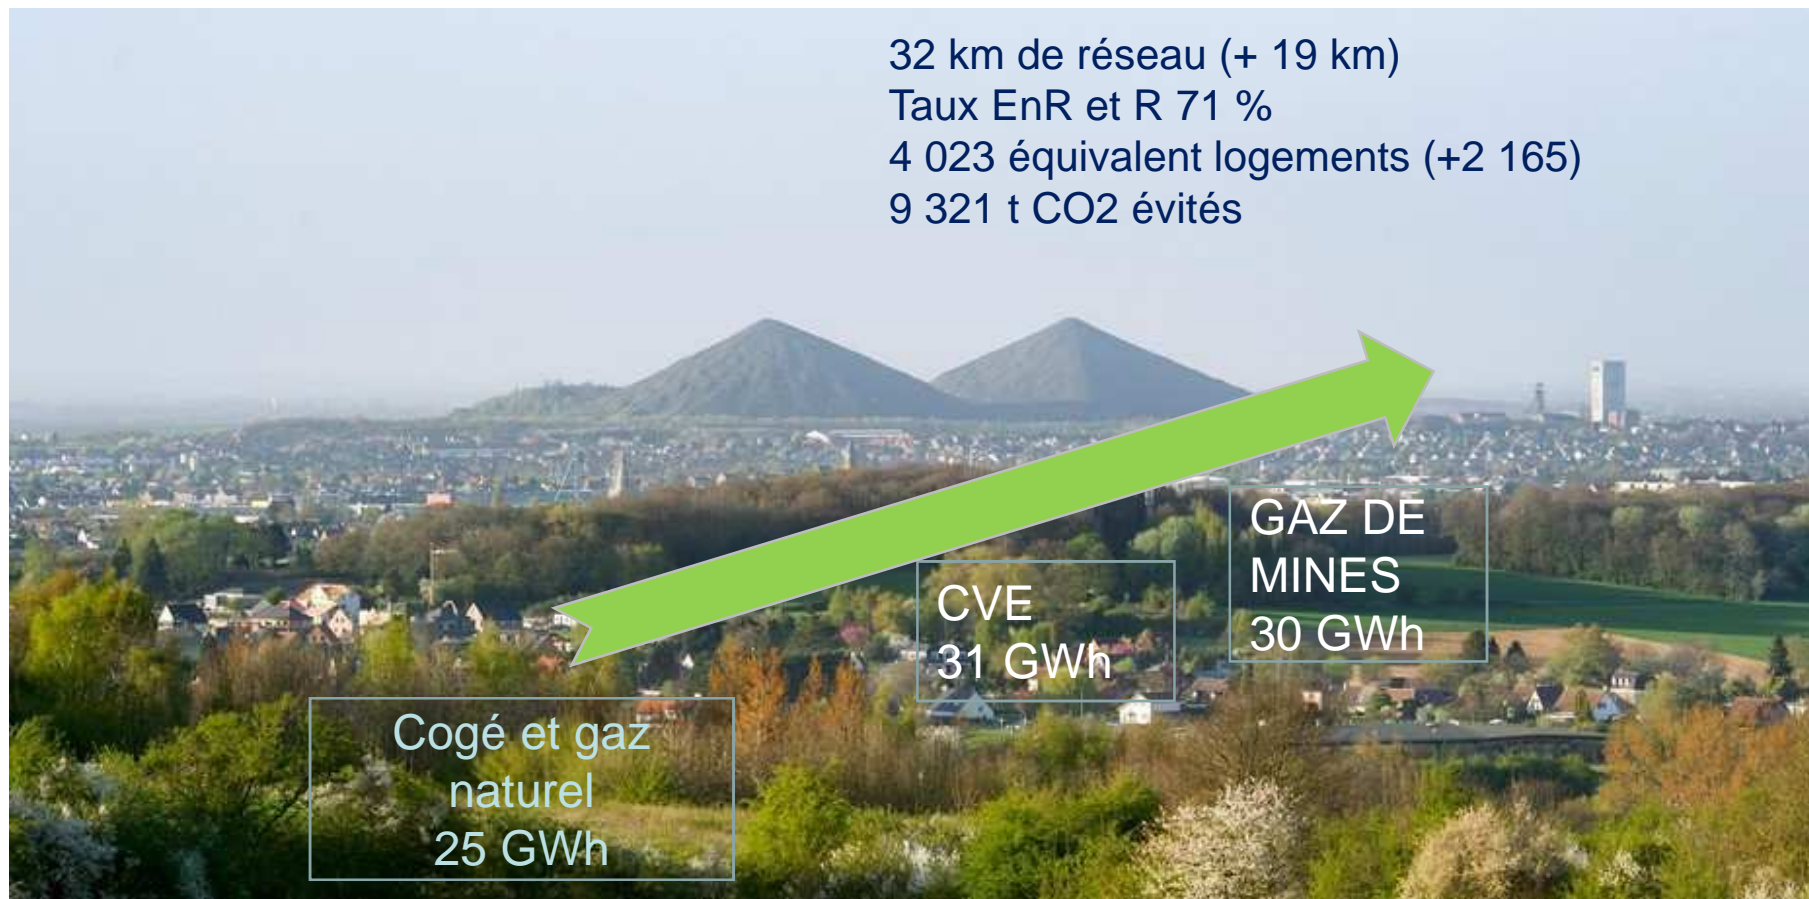 32 km de réseau (+ 19 km)
Taux EnR et R 71 %
4 023 équivalent logements (+2 165)
9 321 t CO2 évités
GAZ DE
MINES
30 GWh
CVE
31 GWh
Cogé et gaz
naturel
25 GWh